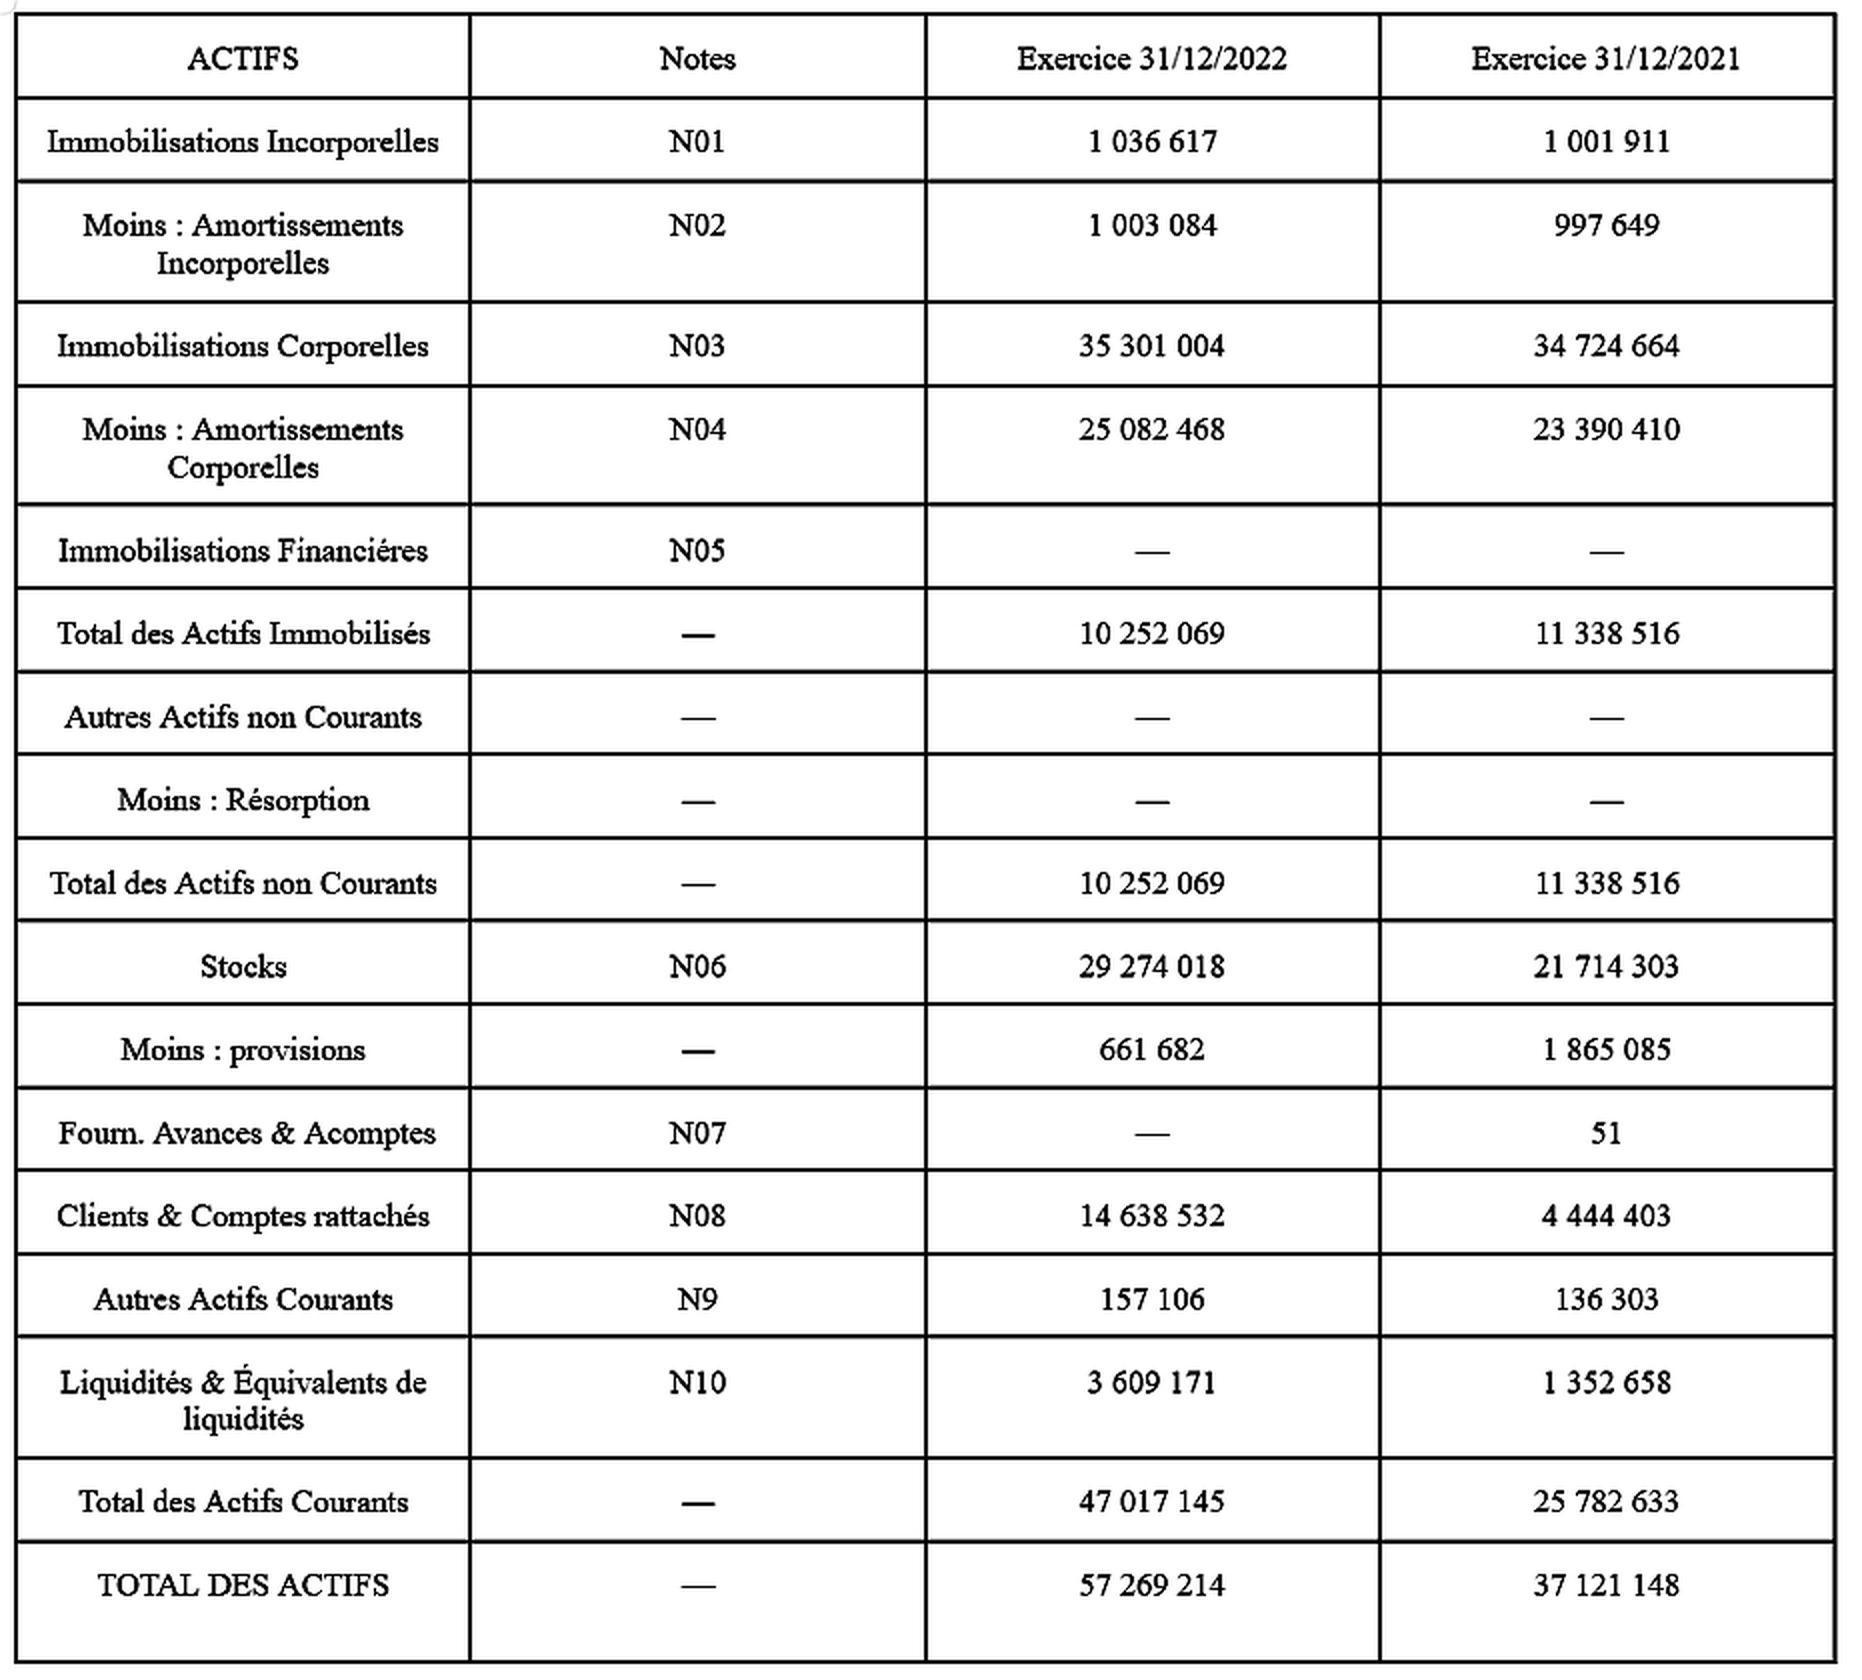 ACTIFS Notes Exercice 31/12/2022 Exercice 31/12/2021
Immobilisations Incorporelles N01 1 036 617 1 001 911
Moins : Amortissements N02 1 003 084 997 649
Incorporelles
Immobilisations Corporelles N03 35 301 004 34 724 664
Moins : Amortissements N04 25 082 468 23 390 410
Corporelles
Immobilisations Financiéres N05 — —
Total des Actifs Immobilisés — 10 252 069 11 338 516
Autres Actifs non Courants — — —
Moins : Résorption — — —
Total des Actifs non Courants — 10 252 069 11 338 516
Stocks N06 29 274 018 21 714 303
Moins : provisions — 661 682 1 865 085
Fourn. Avances & Acomptes N07 — 51
Clients & Comptes rattachés N08 14 638 532 4 444 403
Autres Actifs Courants N9 157 106 136 303
Liquidités & Équivalents de N10 3 609 171 1 352 658
liquidités
Total des Actifs Courants — 47 017 145 25 782 633
TOTAL DES ACTIFS — 57 269 214 37 121 148